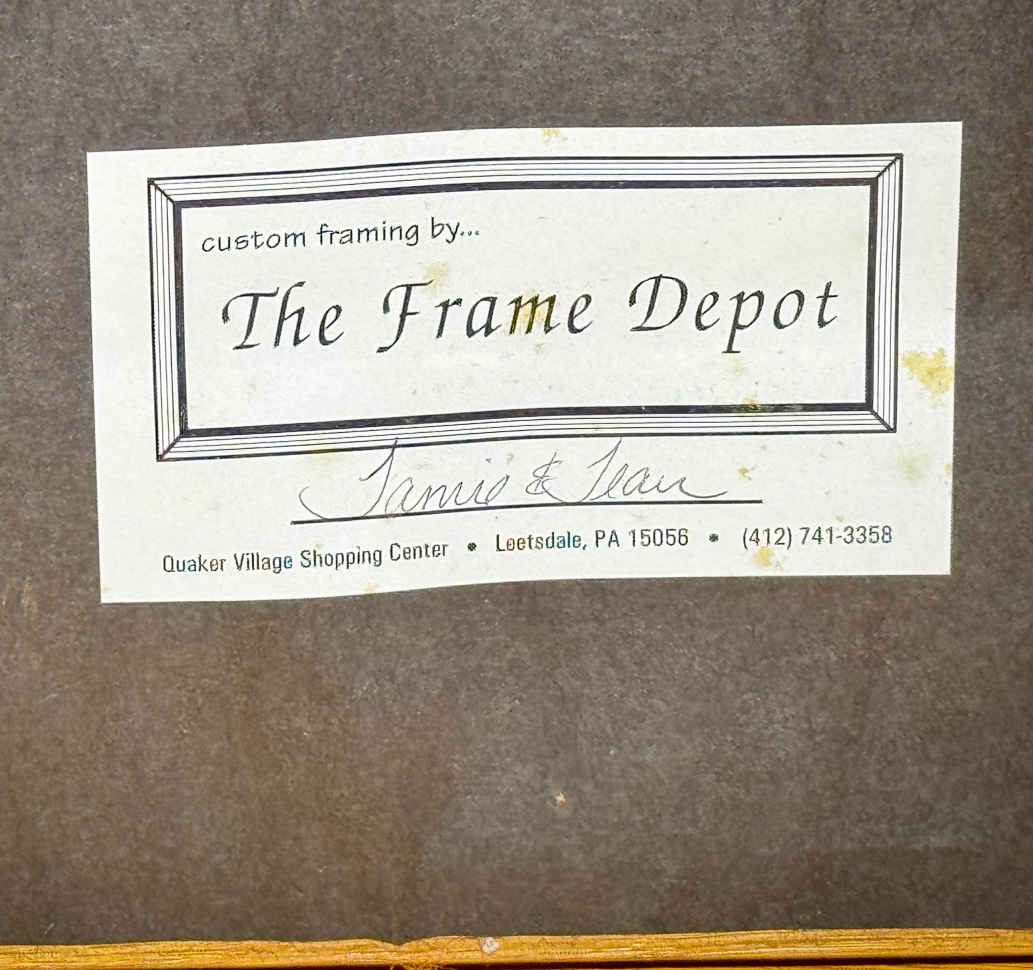 custom framing by...
The Frame Depot
Jamie & Jean
Quaker Village Shopping Center • Leetsdale, PA 15056 • (412) 741-3358